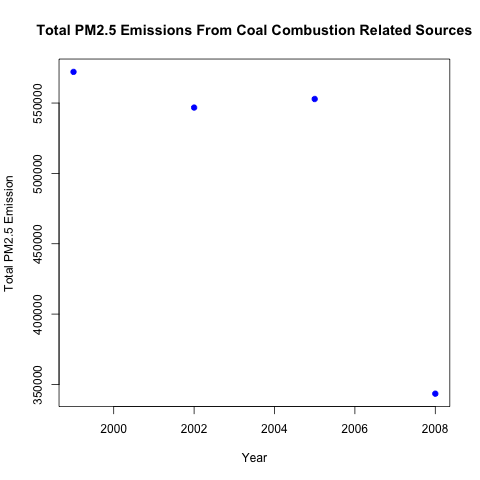 Total PM2.5 Emissions From Coal Combustion Related Sources
Total PM2.5 Emission
550000
500000
450000
400000
350000
2000 2002 2004 2006 2008
Year